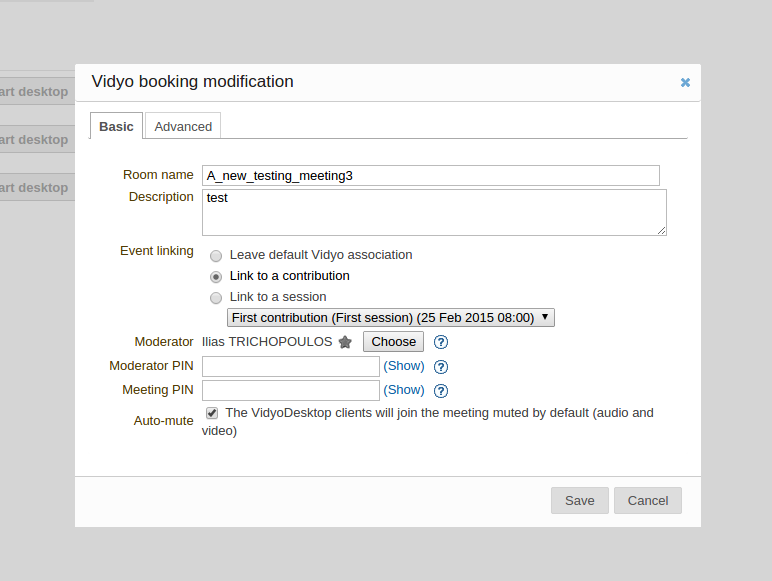 Vidyo booking modification
Basic
Advanced
art desktop
art desktop
art desktop
Room name A_new_testing_meeting3
Description test
Event linking Leave default Vidyo association
Link to a contribution
Link to a session
First contribution (First session) (25 Feb 2015 08:00)
Moderator Ilias TRICHOPOULOS Choose ?
Moderator PIN (Show) ?
Meeting PIN (Show) ?
Auto-mute The VidyoDesktop clients will join the meeting muted by default (audio and
video)
Save Cancel